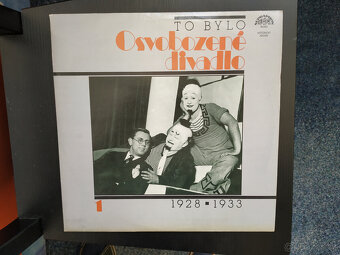 TO BYLO
Osvobozené
divadlo
1
1928 ▪ 1933